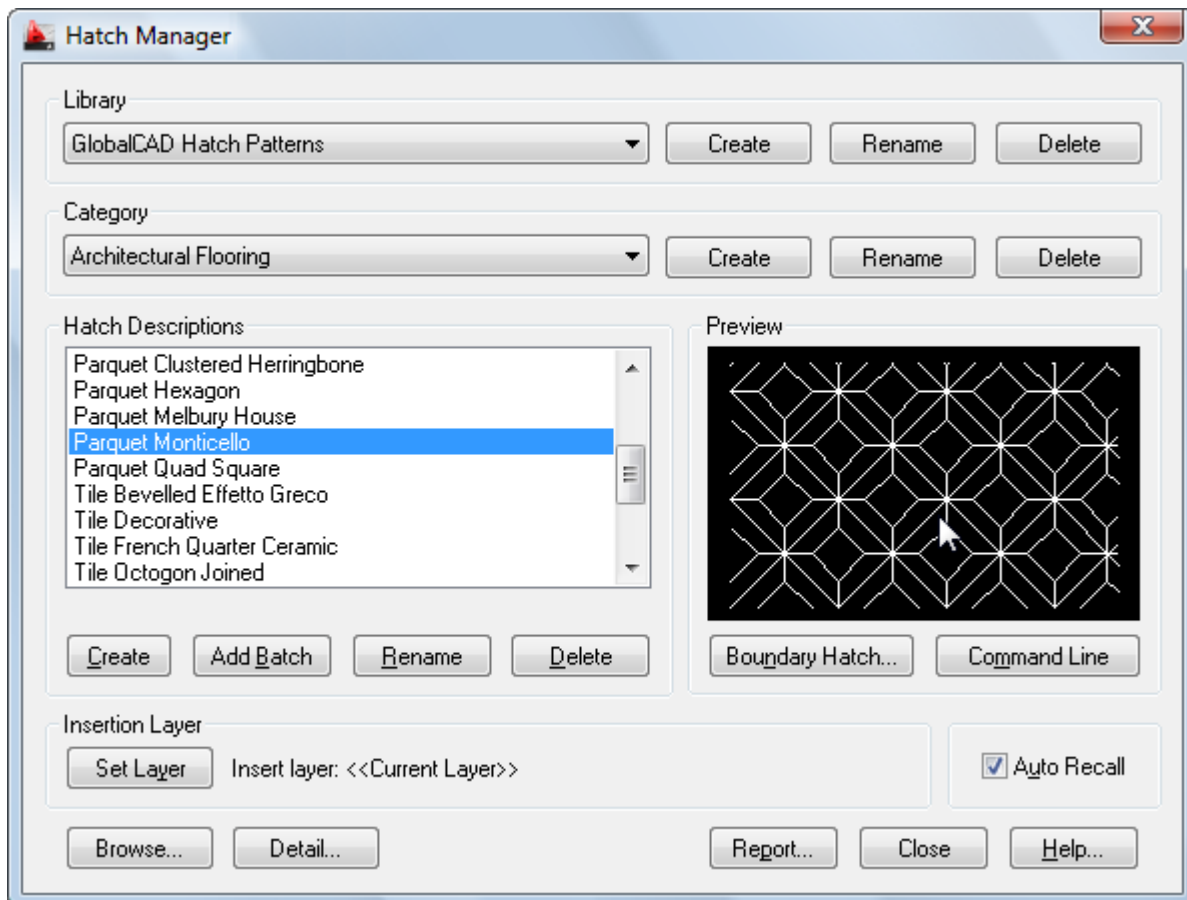 Hatch Manager
Library
GlobalCAD Hatch Patterns Create Rename Delete
Category
Architectural Flooring Create Rename Delete
Hatch Descriptions Preview
Parquet Clustered Herringbone
Parquet Hexagon
Parquet Melbury House
Parquet Monticello
Parquet Quad Square
Tile Bevelled Effetto Greco
Tile Decorative
Tile French Quarter Ceramic
Tile Octogon Joined
Create Add Batch Rename Delete Boundary Hatch... Command Line
Insertion Layer
Set Layer Insert layer: <<Current Layer>> Auto Recall
Browse... Detail... Report... Close Help...